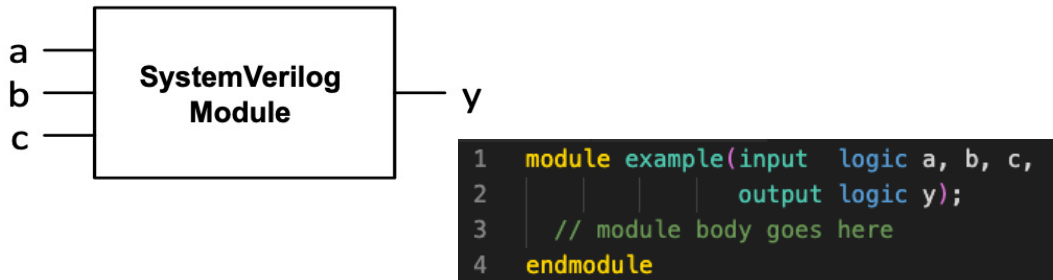 a
b
c
SystemVerilog
Module
y
1 module example(input logic a, b, c,
2 output logic y);
3 // module body goes here
4 endmodule